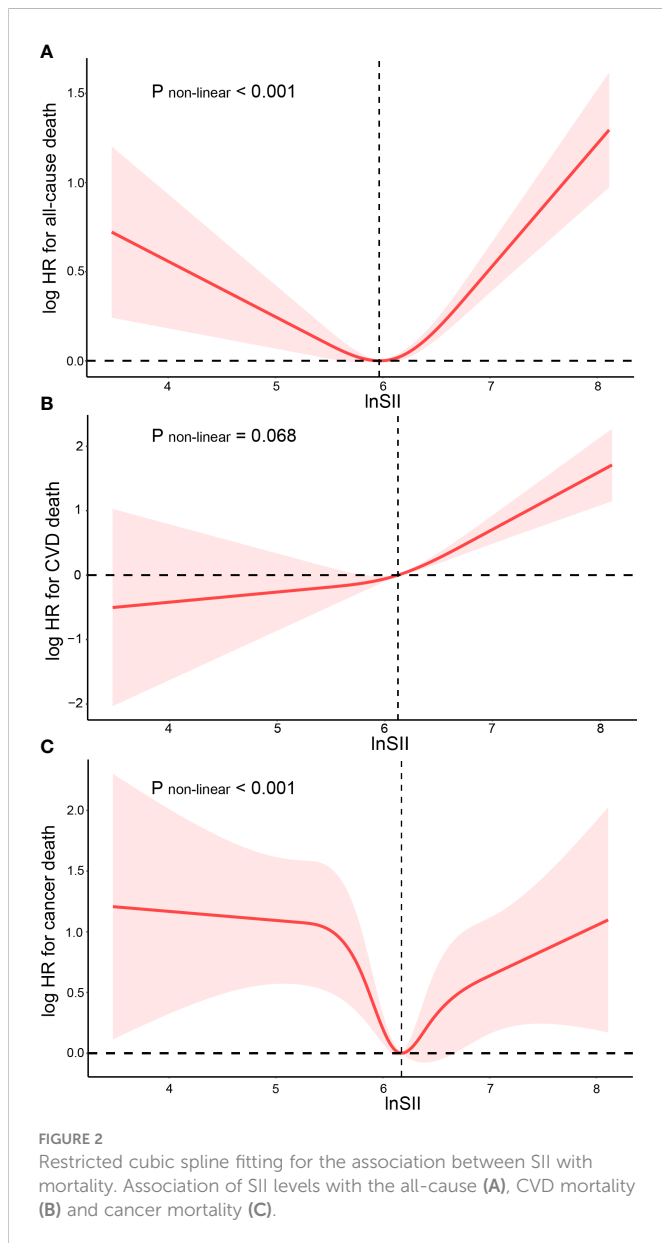 A
P non-linear < 0.001
log HR for all-cause death
1.5
1.0
0.5
0.0
4
5
6
7
8
lnSII
B
P non-linear = 0.068
log HR for CVD death
2
1
0
−1
−2
4
5
6
7
8
lnSII
C
P non-linear < 0.001
log HR for cancer death
2.0
1.5
1.0
0.5
0.0
4
5
6
7
8
lnSII
FIGURE 2
Restricted cubic spline fitting for the association between SII with
mortality. Association of SII levels with the all-cause (A), CVD mortality
(B) and cancer mortality (C).